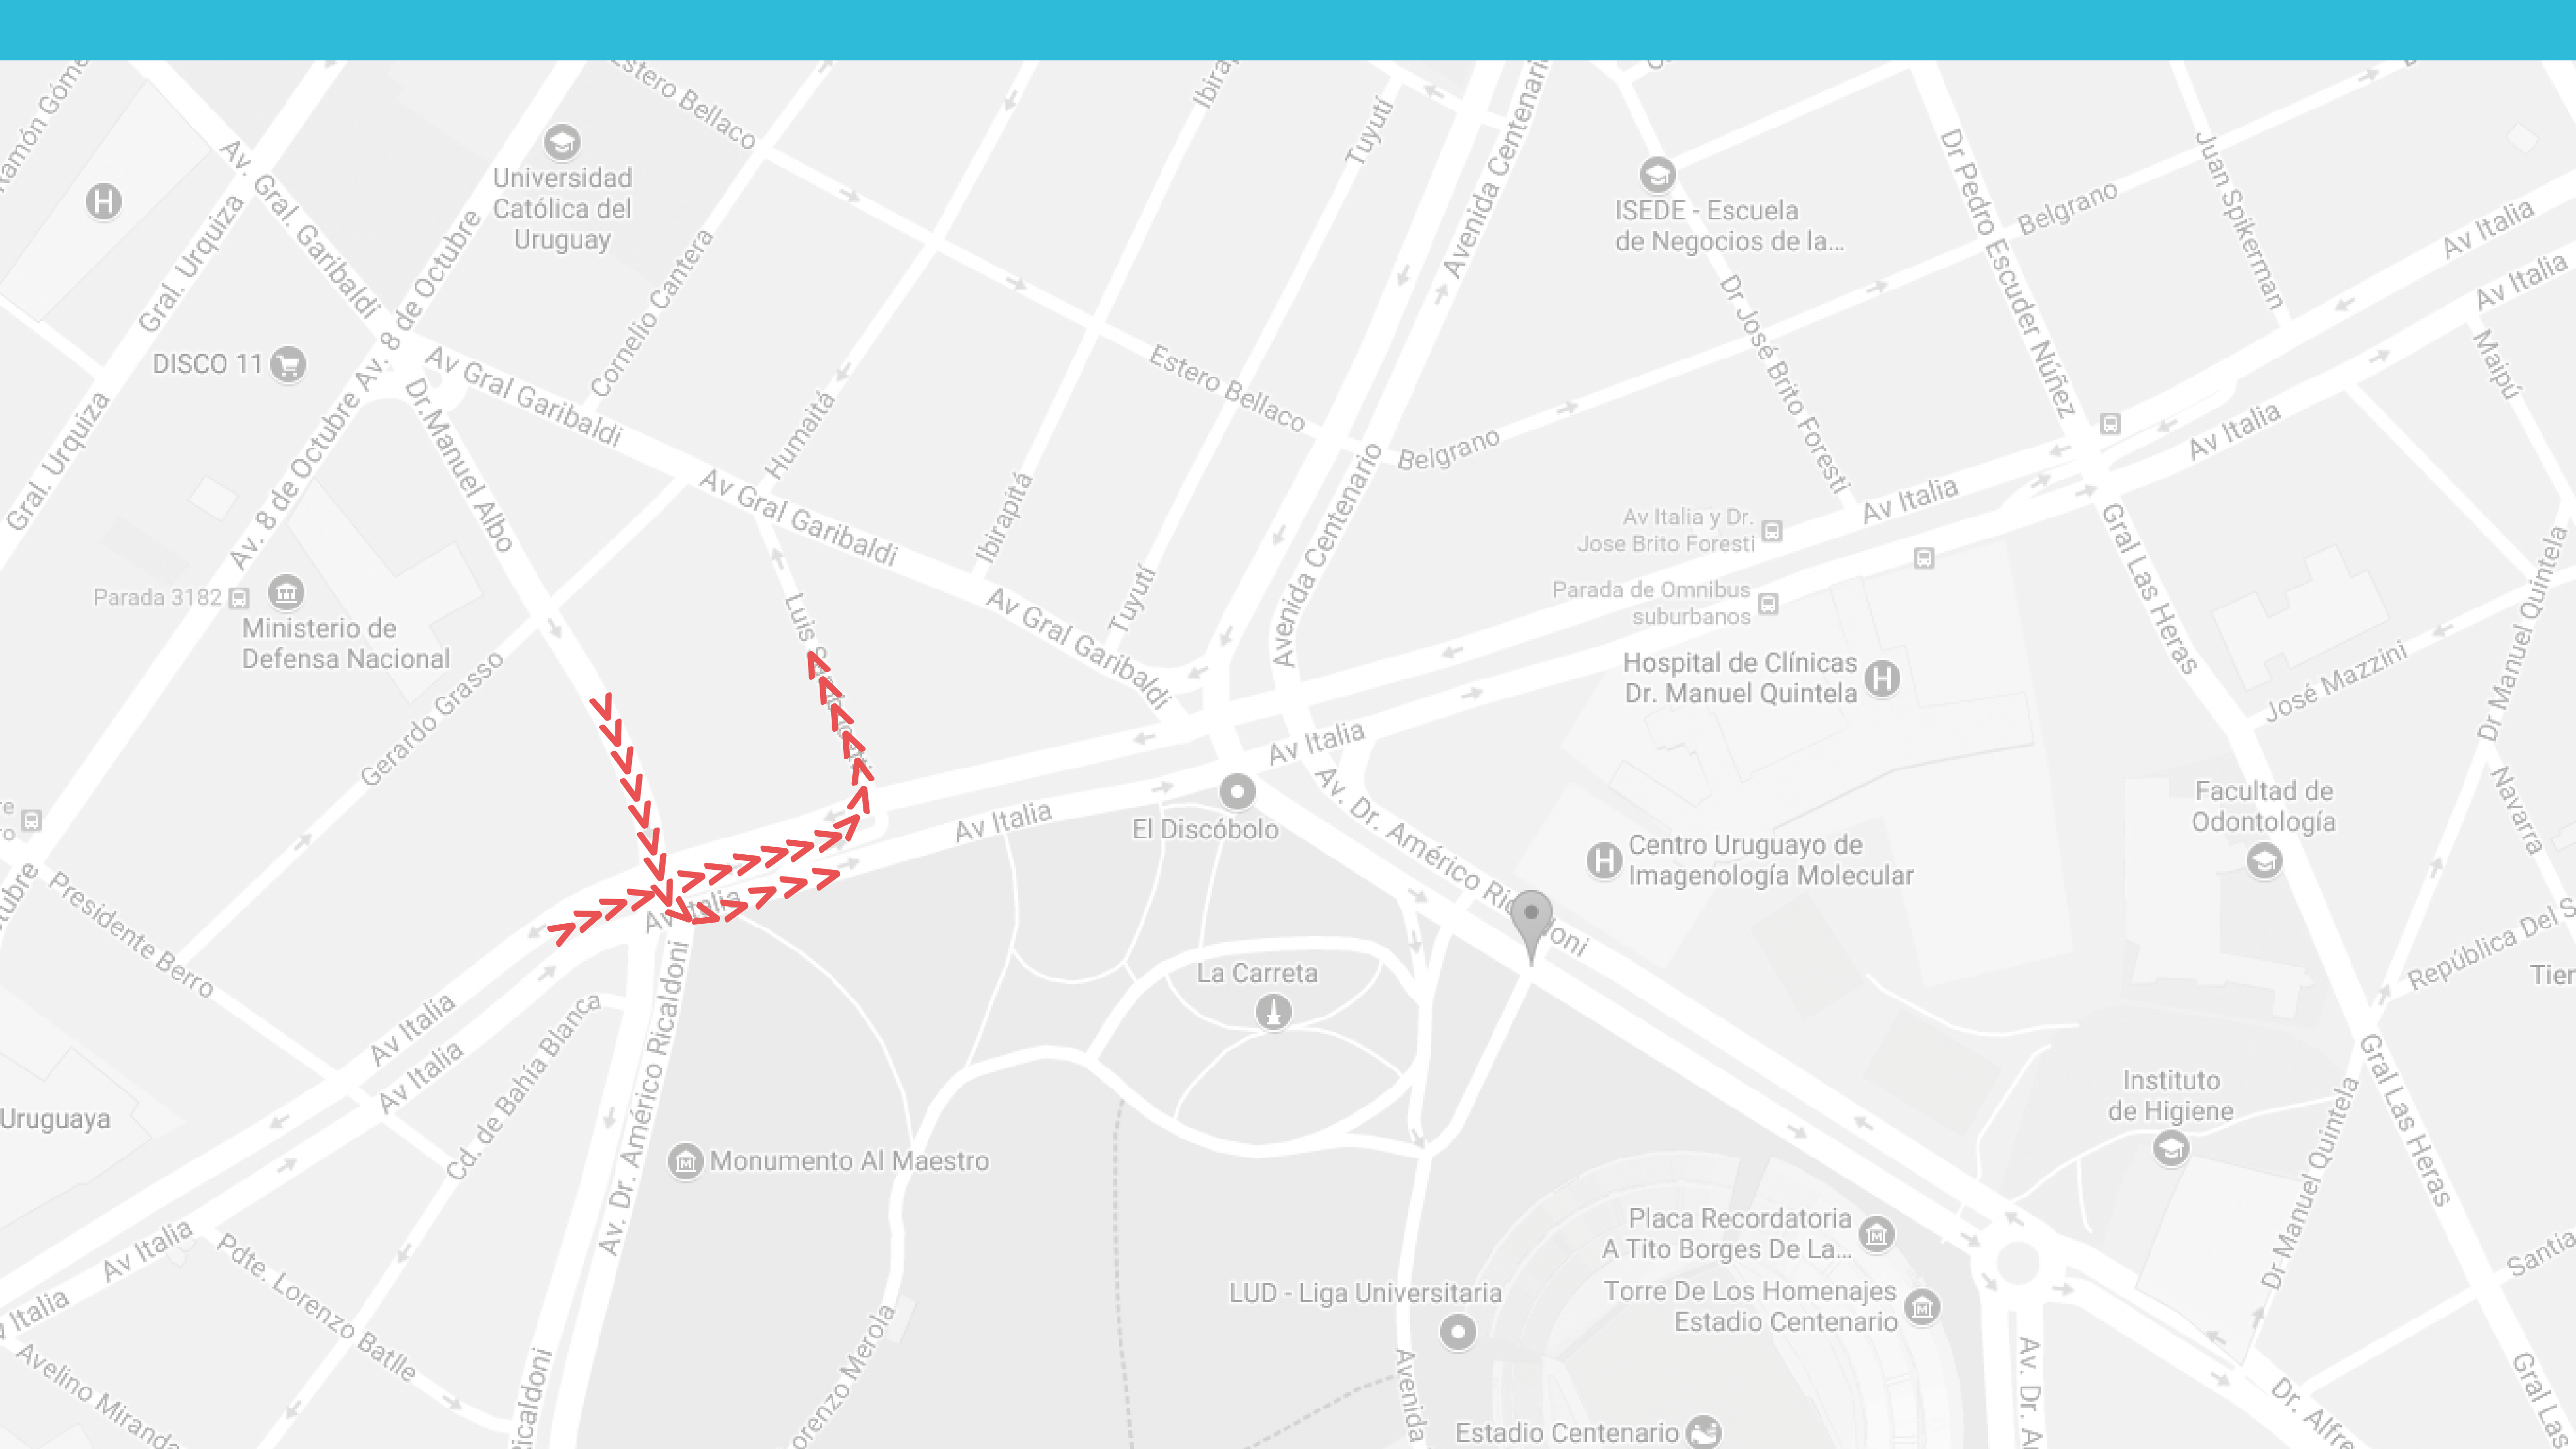 Estero Bellaco
Universidad
Católica del
Uruguay
Av. Gral. Garibaldi
Gral. Urquiza
Av. 8 de Octubre
Cornelio Cantera
Tuyutí
Avenida Centenario
ISEDE - Escuela
de Negocios de la...
Dr Pedro Escuder Núñez
Belgrano
Juan Spikerman
Av Italia
Av Italia
DISCO 11
Av Gral Garibaldi
Dr. José Brito Foresti
Maipú
Gral. Urquiza
Av. 8 de Octubre
Dr.Manuel Albo
Humaitá
Estero Bellaco
Belgrano
Av Italia
Av Gral Garibaldi
Ibirapitá
Avenida Centenario
Av Italia y Dr.
Jose Brito Foresti
Av Italia
Gral Las Heras
Parada 3182
Ministerio de
Defensa Nacional
Luis
Tuyutí
Av Gral Garibaldi
Parada de Omnibus
suburbanos
Hospital de Clínicas
Dr. Manuel Quintela
José Mazzini
Dr Manuel Quintela
Gerardo Grasso
Av Italia
Av Italia
El Discóbolo
Av. Dr. Américo
Centro Uruguayo de
Imagenología Molecular
Facultad de
Odontología
Navarra
Presidente Berro
Av Italia
República Del
La Carreta
Av Italia
Av Italia
Cd. de Bahía Blanca
Av. Dr. Américo Ricaldoni
Uruguaya
Monumento Al Maestro
Instituto
de Higiene
Gral Las Heras
Dr Manuel Quintela
Av Italia
Pdte. Lorenzo Batlle
Placa Recordatoria
A Tito Borges De La...
LUD - Liga Universitaria
Torre De Los Homenajes
Estadio Centenario
Italia
Avelino Miranda
Avenida
Av. Dr.
Dr.
Estadio Centenario